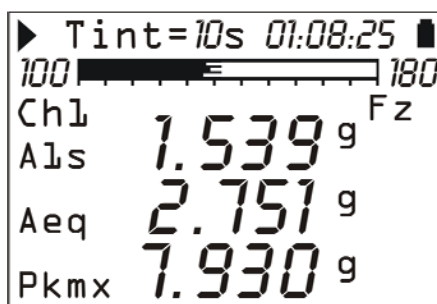 Tint=10s 01:08:25
100 180
Ch1 Fz
A1s 1.539 g
Aeq 2.751 g
Pkmx 7.930 g